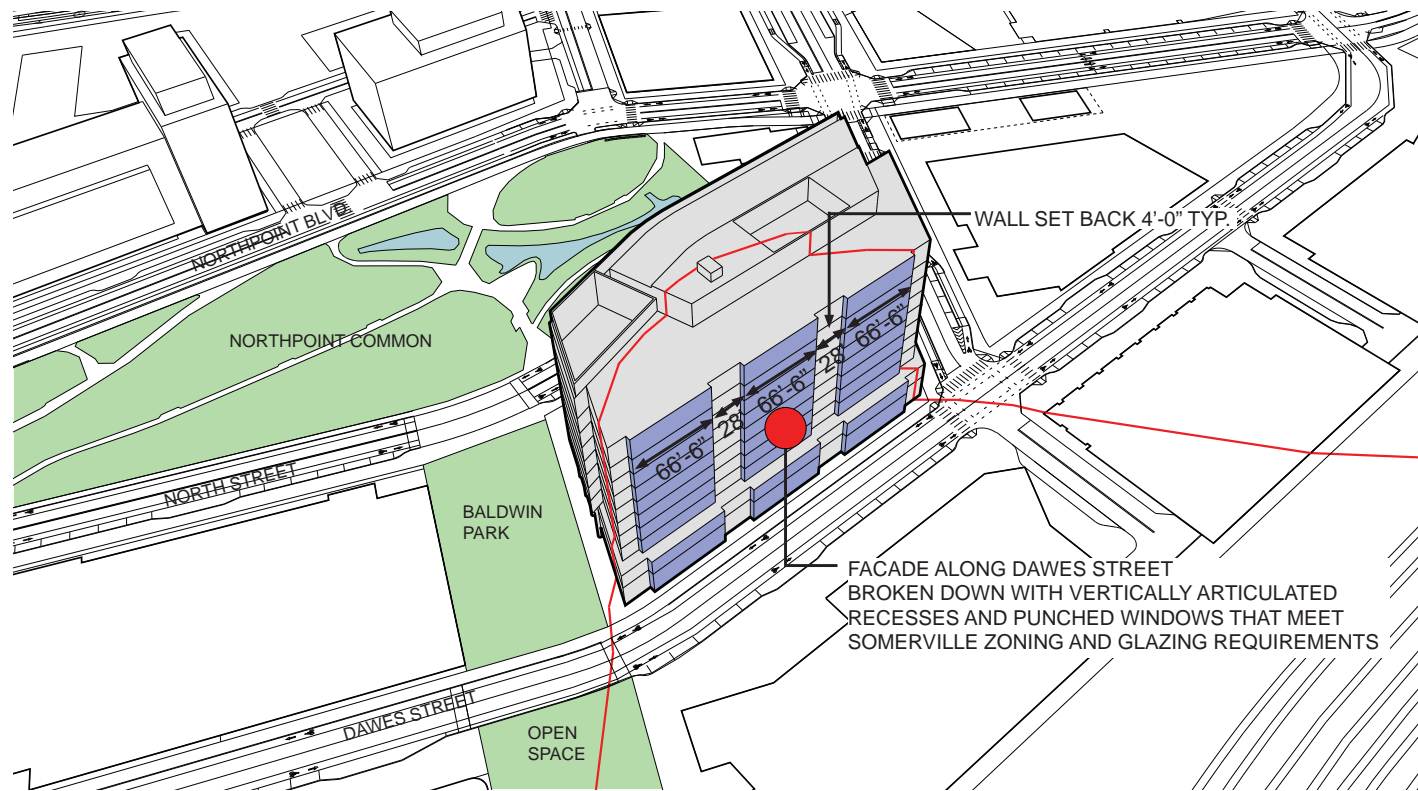 WALL SET BACK 4'-0" TYP.
NORTHPOINT BLVD
NORTHPOINT COMMON
66'-6"
28'
66'-6"
28'
66'-6"
NORTH STREET
BALDWIN
PARK
FACADE ALONG DAWES STREET
BROKEN DOWN WITH VERTICALLY ARTICULATED
RECESSES AND PUNCHED WINDOWS THAT MEET
SOMERVILLE ZONING AND GLAZING REQUIREMENTS
DAWES STREET
OPEN
SPACE